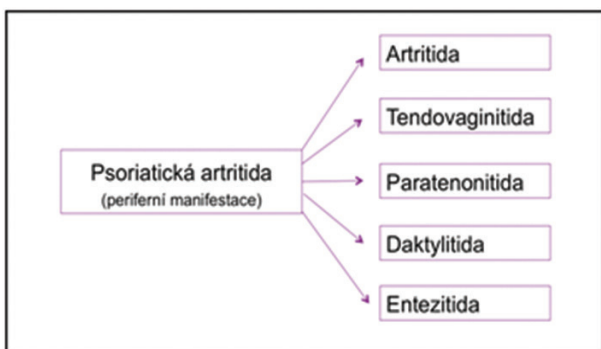 Psoriatická artritida
(periferní manifestace)
Artritida
Tendovaginitida
Paratenonitida
Daktylitida
Entezitida